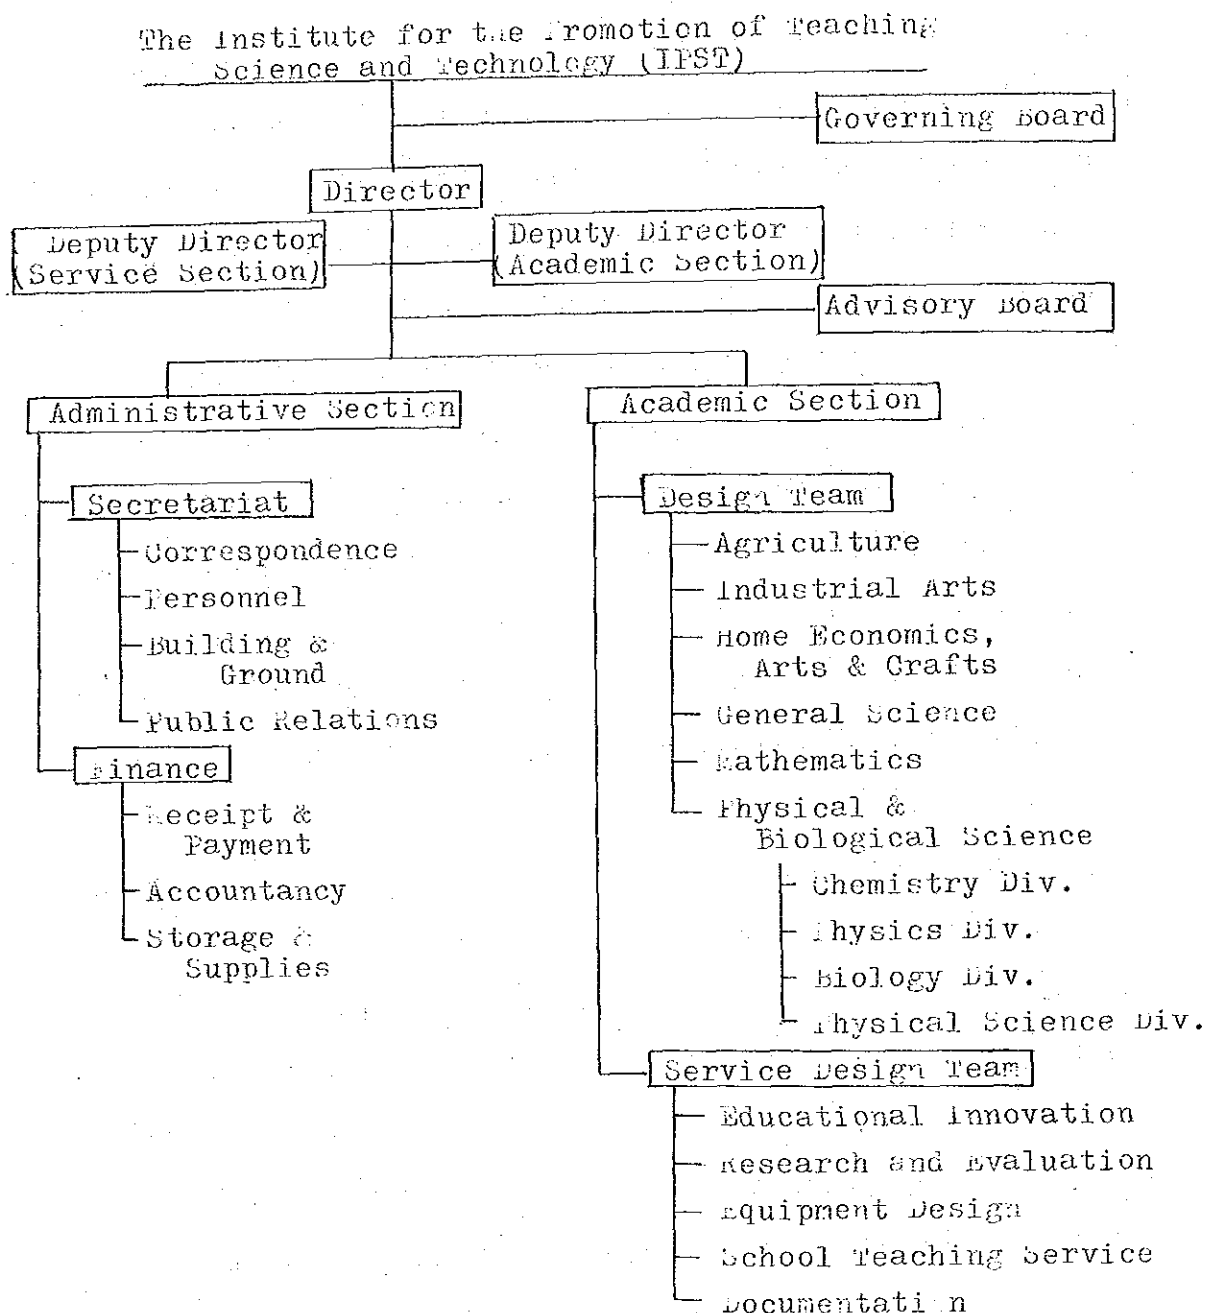 The Institute for the Promotion of Teaching
Science and Technology (IPST)
Governing Board
Director
Deputy Director
(Service Section)
Deputy Director
(Academic Section)
Advisory Board
Administrative Section
Secretariat
Correspondence
Personnel
Building &
Ground
Public Relations
Finance
Receipt &
Payment
Accountancy
Storage &
Supplies
Academic Section
Design Team
Agriculture
Industrial Arts
Home Economics,
Arts & Crafts
General Science
Mathematics
Physical &
Biological Science
Chemistry Div.
Physics Div.
Biology Div.
Physical Science Div.
Service Design Team
Educational Innovation
Research and Evaluation
Equipment Design
School Teaching Service
Documentation